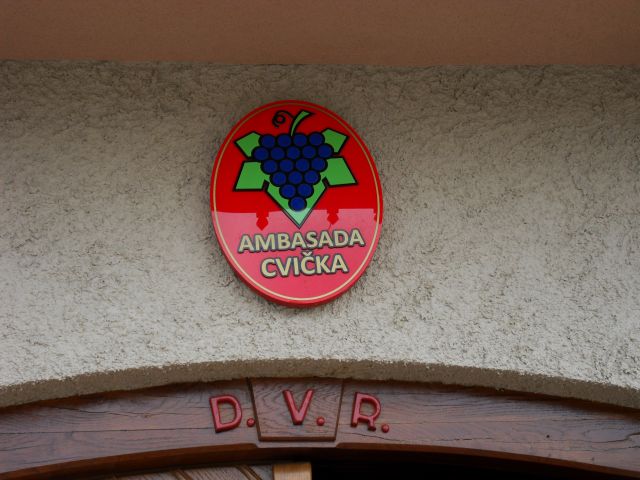 AMBASADA
CVIČKA
D. V. R.